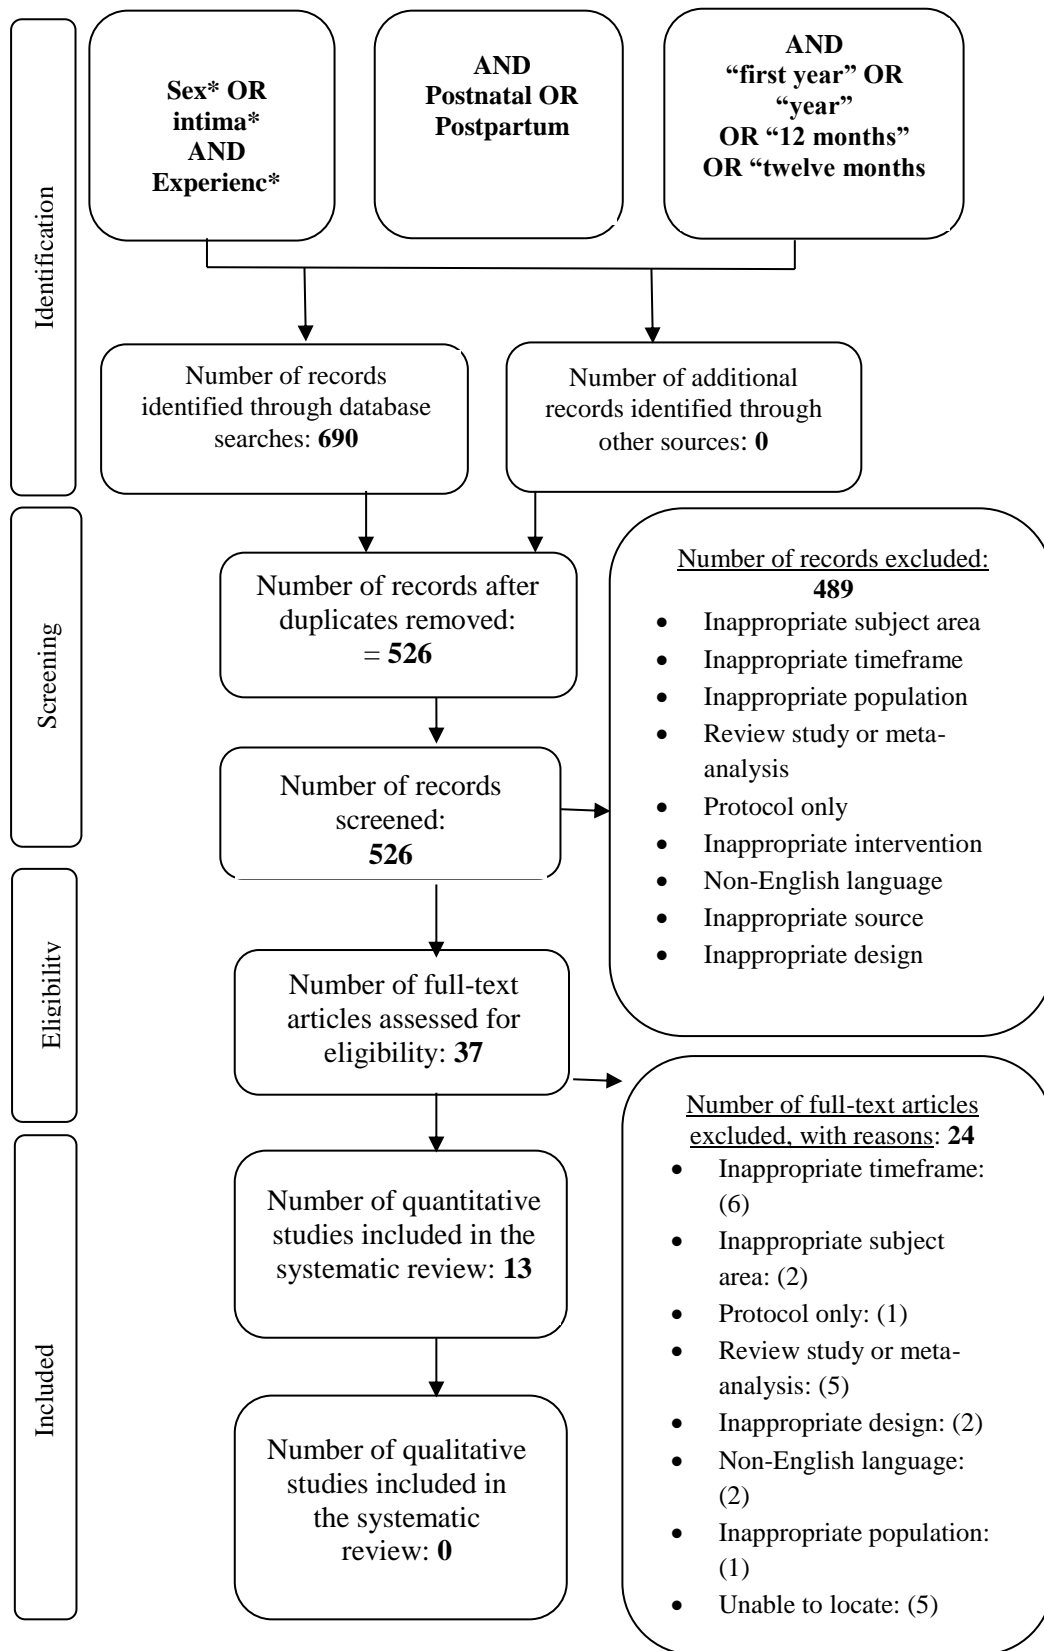 Identification
Sex* OR
intima*
AND
Experienc*
AND
Postnatal OR
Postpartum
AND
“first year” OR
“year”
OR “12 months”
OR “twelve months
Number of records
identified through database
searches: 690
Number of additional
records identified through
other sources: 0
Screening
Number of records after
duplicates removed:
= 526
Number of records
screened:
526
Number of records excluded:
489
• Inappropriate subject area
• Inappropriate timeframe
• Inappropriate population
• Review study or meta-
analysis
• Protocol only
• Inappropriate intervention
• Non-English language
• Inappropriate source
• Inappropriate design
Eligibility
Number of full-text
articles assessed for
eligibility: 37
Number of full-text articles
excluded, with reasons: 24
• Inappropriate timeframe:
(6)
• Inappropriate subject
area: (2)
• Protocol only: (1)
• Review study or meta-
analysis: (5)
• Inappropriate design: (2)
• Non-English language:
(2)
• Inappropriate population:
(1)
• Unable to locate: (5)
Included
Number of quantitative
studies included in the
systematic review: 13
Number of qualitative
studies included in
the systematic
review: 0